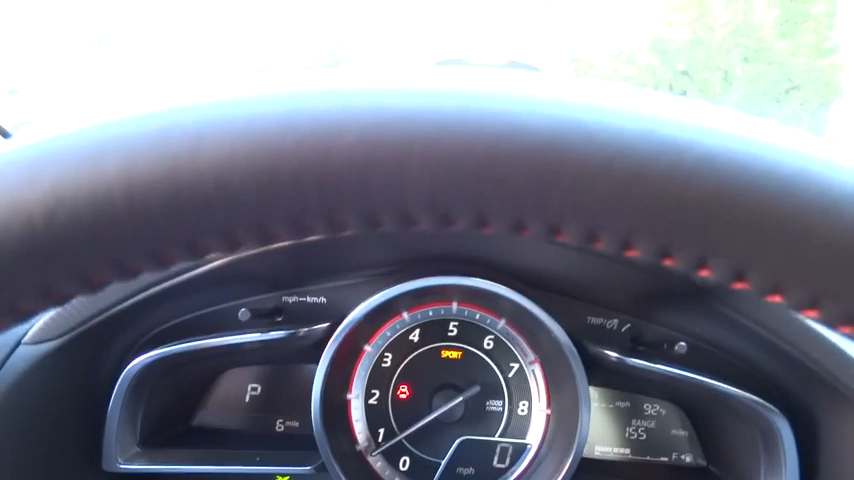 mph—km/h
TRIP
5
4
6
SPORT
3
7
P
2
x1000
r/min
8
mph
92°F
RANGE
155 miles
6 mile
1
0
mph
0
F